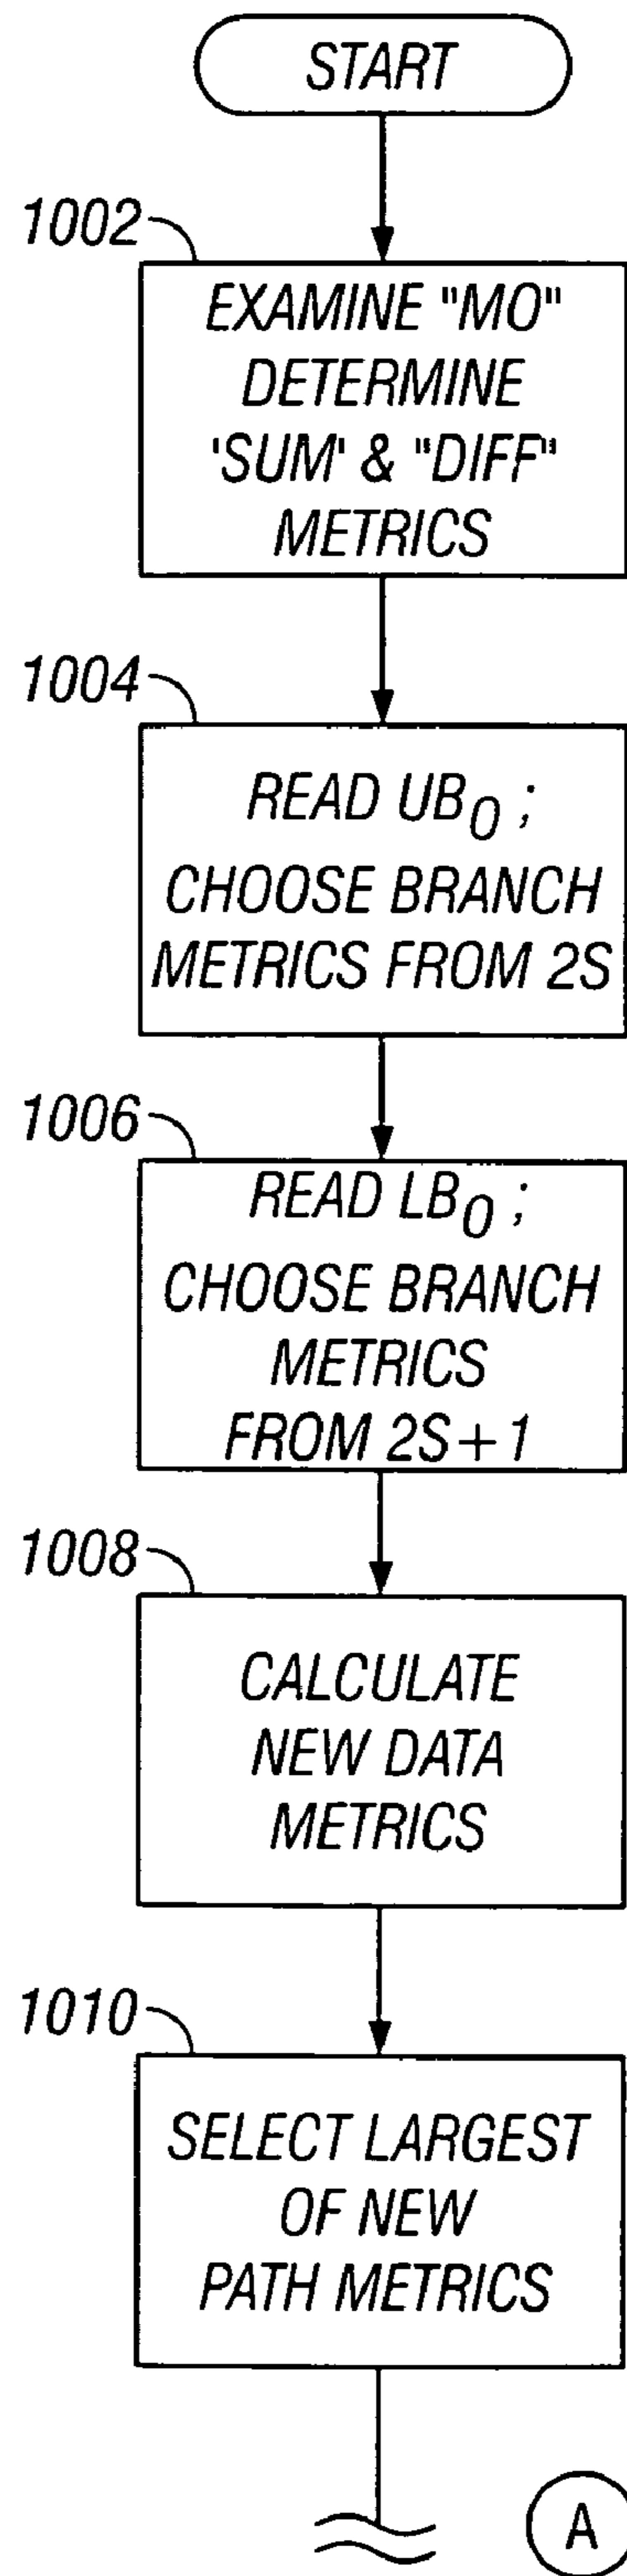 START
1002
EXAMINE "MO"
DETERMINE
'SUM' & "DIFF"
METRICS
1004
READ UB0 ;
CHOOSE BRANCH
METRICS FROM 2S
1006
READ LB0 ;
CHOOSE BRANCH
METRICS
FROM 2S+1
1008
CALCULATE
NEW DATA
METRICS
1010
SELECT LARGEST
OF NEW
PATH METRICS
A